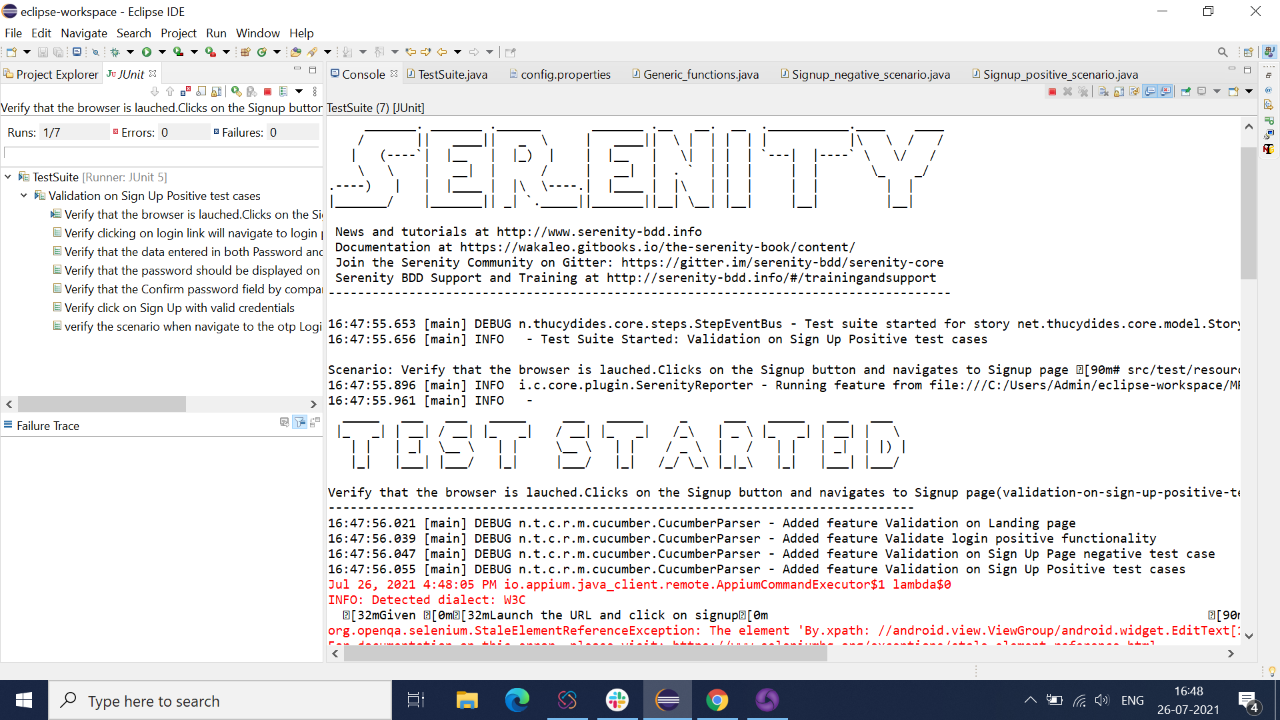 eclipse-workspace - Eclipse IDE
File Edit Navigate Search Project Run Window Help
Project Explorer JUnit
Console TestSuite.java config.properties Generic_functions.java Signup_negative_scenario.java Signup_positive_scenario.java
Verify that the browser is lauched.Clicks on the Signup button
TestSuite (7) [JUnit]
Runs: 1/7 Errors: 0 Failures: 0
TestSuite [Runner: JUnit 5]
Validation on Sign Up Positive test cases
Verify that the browser is lauched.Clicks on the Si
Verify clicking on login link will navigate to login p
Verify that the data entered in both Password and
Verify that the password should be displayed on
Verify that the Confirm password field by compa
Verify click on Sign Up with valid credentials
verify the scenario when navigate to the otp Logi
Failure Trace
SERENITY
News and tutorials at http://www.serenity-bdd.info
Documentation at https://wakaleo.gitbooks.io/the-serenity-book/content/
Join the Serenity Community on Gitter: https://gitter.im/serenity-bdd/serenity-core
Serenity BDD Support and Training at http://serenity-bdd.info/#/trainingandsupport
-------------------------------------------------------------------------------------
16:47:55.653 [main] DEBUG n.thucydides.core.steps.StepEventBus - Test suite started for story net.thucydides.core.model.Story
16:47:55.656 [main] INFO   - Test Suite Started: Validation on Sign Up Positive test cases
Scenario: Verify that the browser is lauched.Clicks on the Signup button and navigates to Signup page [90m# src/test/resour
16:47:55.896 [main] INFO  i.c.core.plugin.SerenityReporter - Running feature from file:///C:/Users/Admin/eclipse-workspace/MP
16:47:55.961 [main] INFO   -
TEST STARTED
Verify that the browser is lauched.Clicks on the Signup button and navigates to Signup page(validation-on-sign-up-positive-te
--------------------------------------------------------------------------------
16:47:56.021 [main] DEBUG n.t.c.r.m.cucumber.CucumberParser - Added feature Validation on Landing page
16:47:56.039 [main] DEBUG n.t.c.r.m.cucumber.CucumberParser - Added feature Validate login positive functionality
16:47:56.047 [main] DEBUG n.t.c.r.m.cucumber.CucumberParser - Added feature Validation on Sign Up Page negative test case
16:47:56.055 [main] DEBUG n.t.c.r.m.cucumber.CucumberParser - Added feature Validation on Sign Up Positive test cases
Jul 26, 2021 4:48:05 PM io.appium.java_client.remote.AppiumCommandExecutor$1 lambda$0
INFO: Detected dialect: W3C
[32mGiven [0m[32mLaunch the URL and click on signup[0m [90m
org.openqa.selenium.StaleElementReferenceException: The element 'By.xpath: //android.view.ViewGroup/android.widget.EditText[1
Type here to search
ENG
16:48
26-07-2021
4